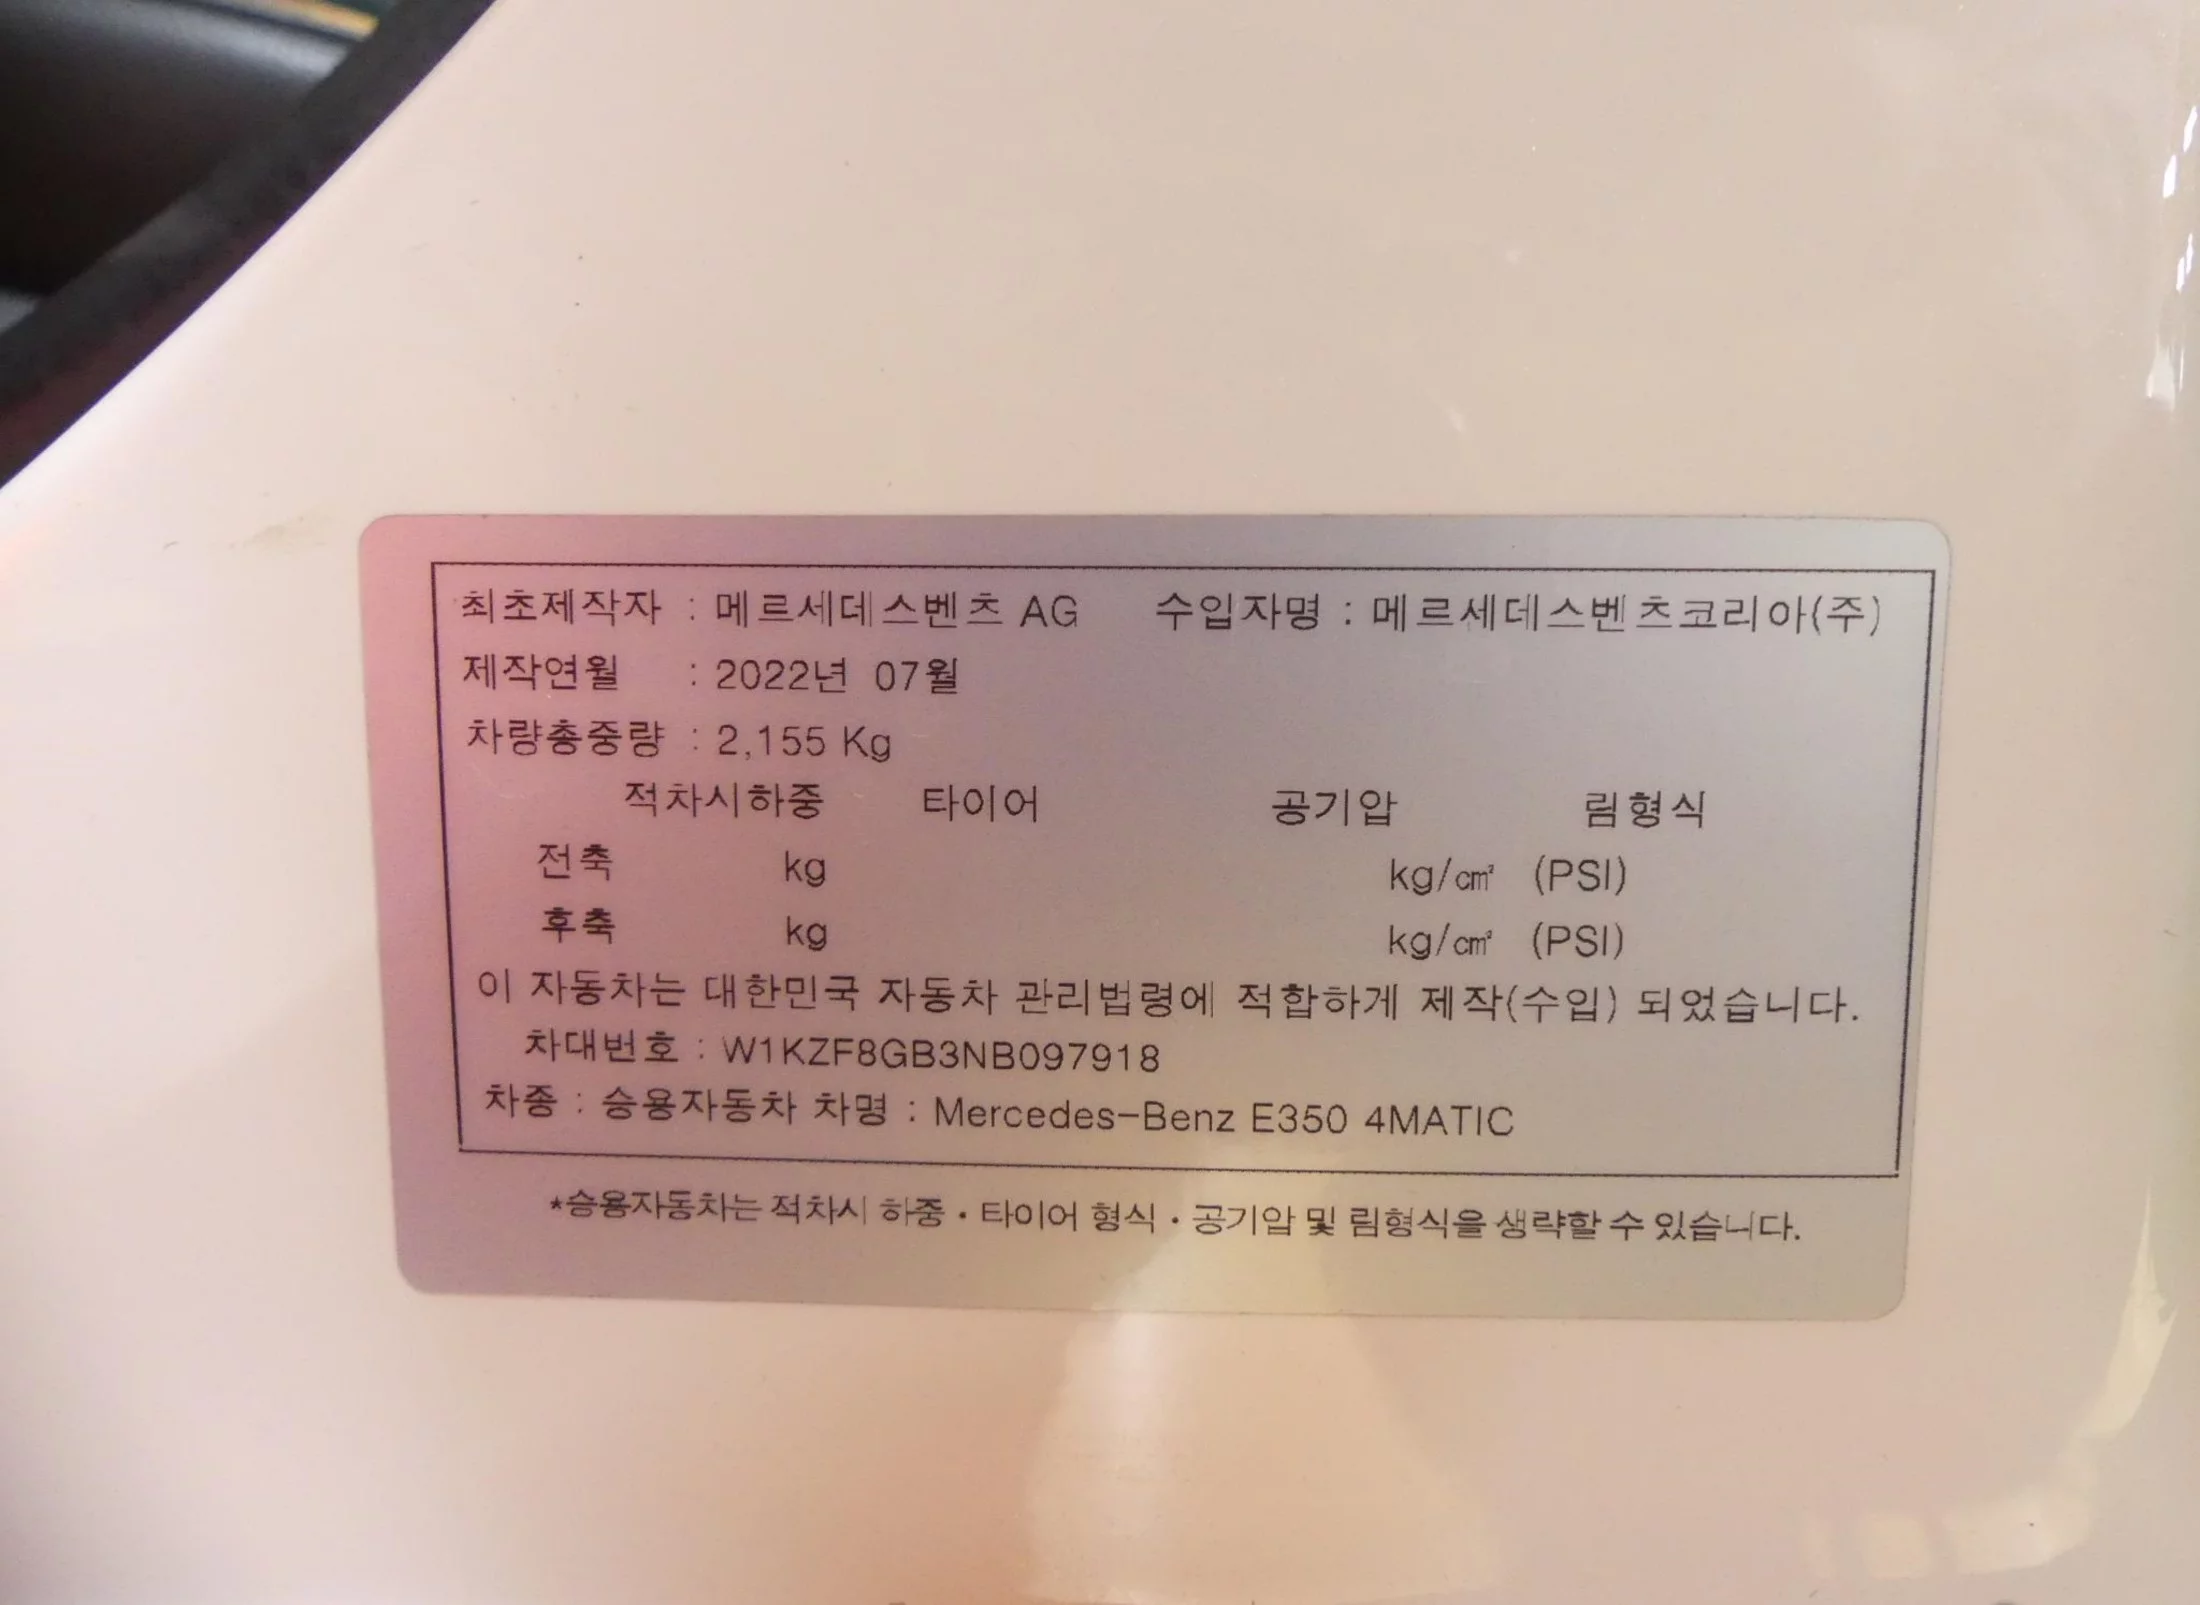 최초제작자 : 메르세데스벤츠 AG 수입자명 : 메르세데스벤츠코리아(주)
제작연월 : 2022년 07월
차량총중량 : 2,155 Kg
적차시하중 타이어 공기압 림형식
전축 kg kg/㎠ (PSI)
후축 kg kg/㎠ (PSI)
이 자동차는 대한민국 자동차 관리법령에 적합하게 제작(수입) 되었습니다.
차대번호 : W1KZF8GB3NB097918
차종 : 승용자동차 차명 : Mercedes-Benz E350 4MATIC
*승용자동차는 적차시 하중 · 타이어 형식 · 공기압 및 림형식을 생략할 수 있습니다.